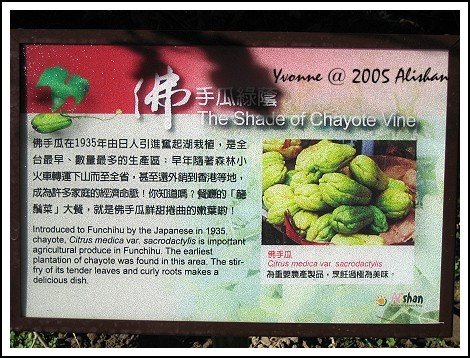 Yvonne @ 2005 Alishan
佛手瓜綠蔭
The Shade of Chayote Vine
佛手瓜在1935年由日人引進奮起湖栽植，是全
台最早、數量最多的生產區；早年隨著森林小
火車轉運下山而至全省，甚至還外銷到香港等地，
成為許多家庭的經濟命脈！你知道嗎？餐廳的「龍
鬚菜」大餐，就是佛手瓜鮮甜捲曲的嫩葉喲！
Introduced to Funchihu by the Japanese in 1935,
chayote, Citrus medica var. sacrodactylis is important
agricultural produce in Funchihu. The earliest
plantation of chayote was found in this area. The stir-
fry of its tender leaves and curly roots makes a
delicious dish.
佛手瓜
Citrus medica var. sacrodactylis
為重要農產製品，烹飪過極為美味。
Alishan